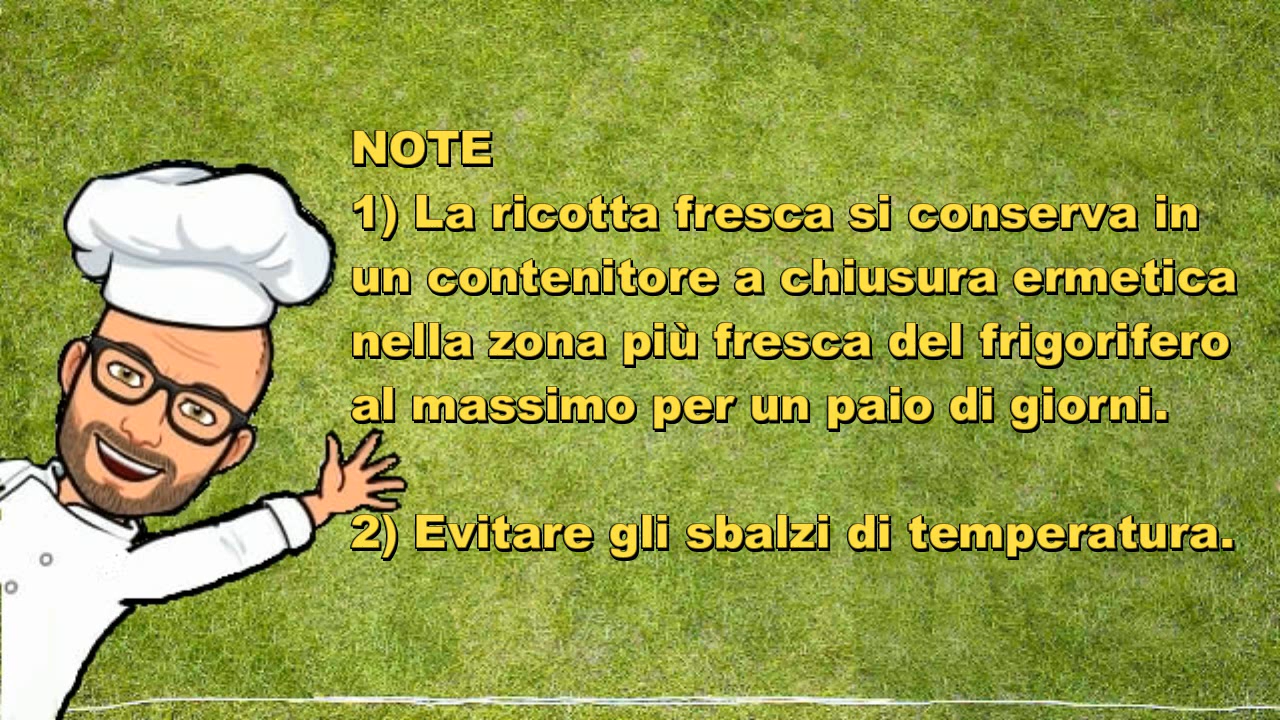 NOTE
1) La ricotta fresca si conserva in
un contenitore a chiusura ermetica
nella zona più fresca del frigorifero
al massimo per un paio di giorni.
2) Evitare gli sbalzi di temperatura.